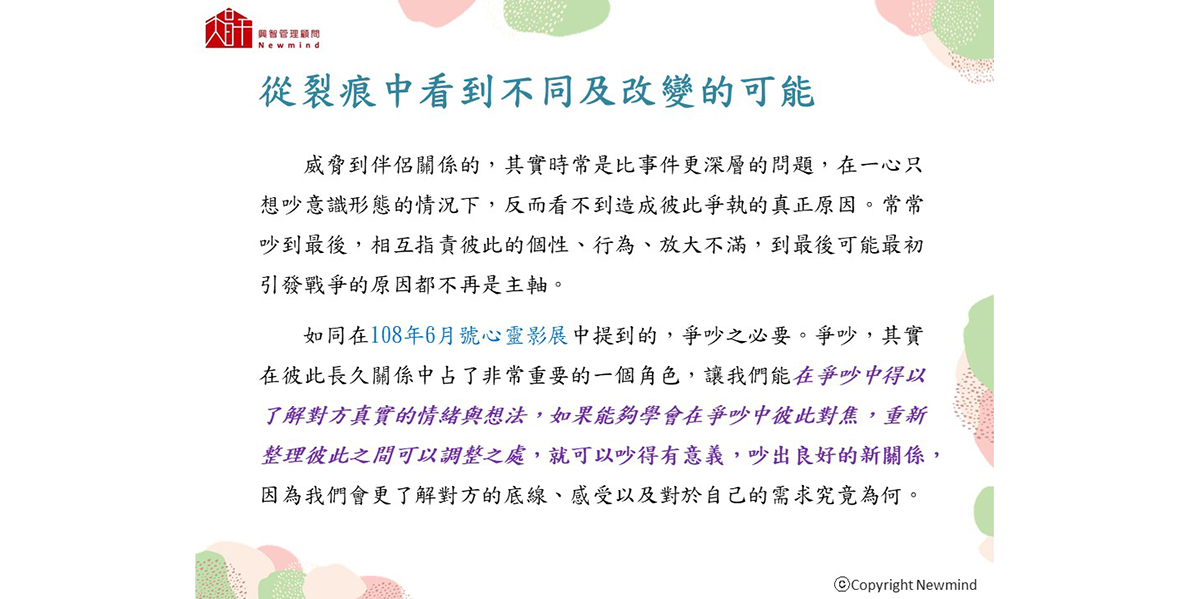 興智管理顧問
Newmind
從裂痕中看到不同及改變的可能
威脅到伴侶關係的，其實時常是比事件更深層的問題，在一心只
想吵意識形態的情況下，反而看不到造成彼此爭執的真正原因。常常
吵到最後，相互指責彼此的個性、行為、放大不滿，到最後可能最初
引發戰爭的原因都不再是主軸。
如同在108年6月號心靈影展中提到的，爭吵之必要。爭吵，其實
在彼此長久關係中占了非常重要的一個角色，讓我們能在爭吵中得以
了解對方真實的情緒與想法，如果能夠學會在爭吵中彼此對焦，重新
整理彼此之間可以調整之處，就可以吵得有意義，吵出良好的新關係，
因為我們會更了解對方的底線、感受以及對於自己的需求究竟為何。
ⓒCopyright Newmind